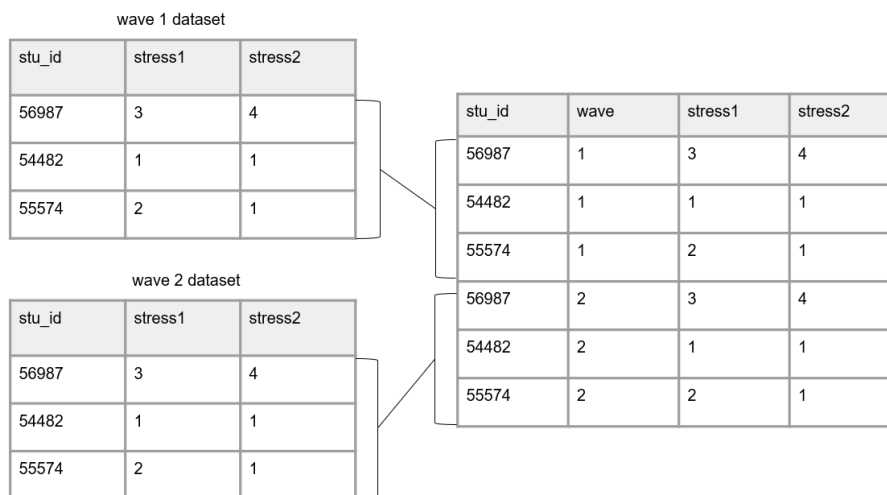 wave 1 dataset
stu_id stress1 stress2
56987 3 4
54482 1 1
55574 2 1
wave 2 dataset
stu_id stress1 stress2
56987 3 4
54482 1 1
55574 2 1
stu_id wave stress1 stress2
56987 1 3 4
54482 1 1 1
55574 1 2 1
56987 2 3 4
54482 2 1 1
55574 2 2 1